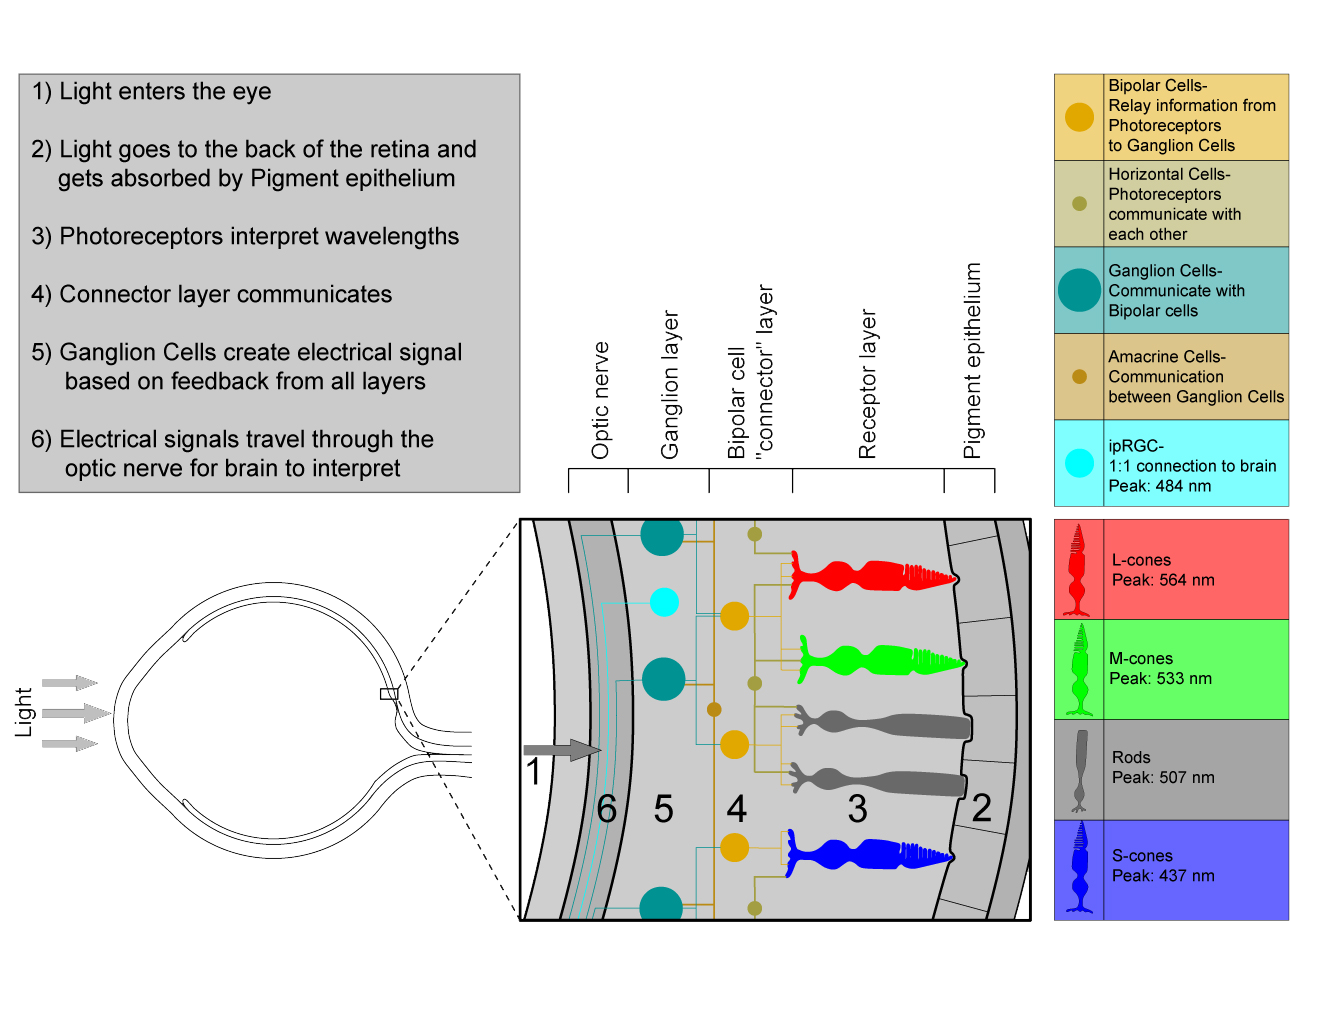 1) Light enters the eye
2) Light goes to the back of the retina and
gets absorbed by Pigment epithelium
3) Photoreceptors interpret wavelengths
4) Connector layer communicates
5) Ganglion Cells create electrical signal
based on feedback from all layers
6) Electrical signals travel through the
optic nerve for brain to interpret
Light
Optic nerve
Ganglion layer
Bipolar cell
"connector" layer
Receptor layer
Pigment epithelium
1
6
5
4
3
2
Bipolar Cells-
Relay information from
Photoreceptors
to Ganglion Cells
Horizontal Cells-
Photoreceptors
communicate with
each other
Ganglion Cells-
Communicate with
Bipolar cells
Amacrine Cells-
Communication
between Ganglion Cells
ipRGC-
1:1 connection to brain
Peak: 484 nm
L-cones
Peak: 564 nm
M-cones
Peak: 533 nm
Rods
Peak: 507 nm
S-cones
Peak: 437 nm